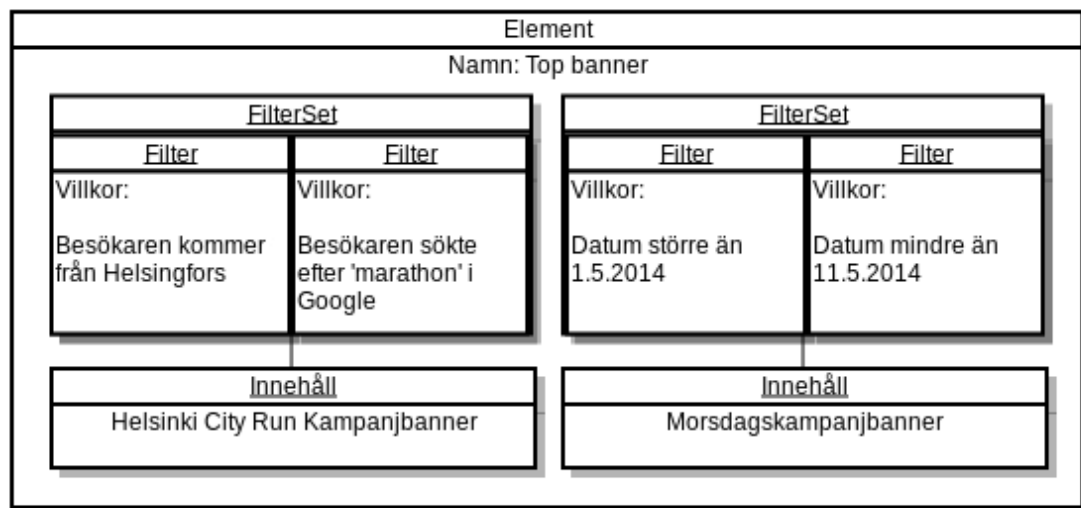 Element
Namn: Top banner
FilterSet
Filter
Villkor:
Besökaren kommer
från Helsingfors
Filter
Villkor:
Besökaren sökte
efter 'marathon' i
Google
Innehåll
Helsinki City Run Kampanjbanner
FilterSet
Filter
Villkor:
Datum större än
1.5.2014
Filter
Villkor:
Datum mindre än
11.5.2014
Innehåll
Morsdagskampanjbanner